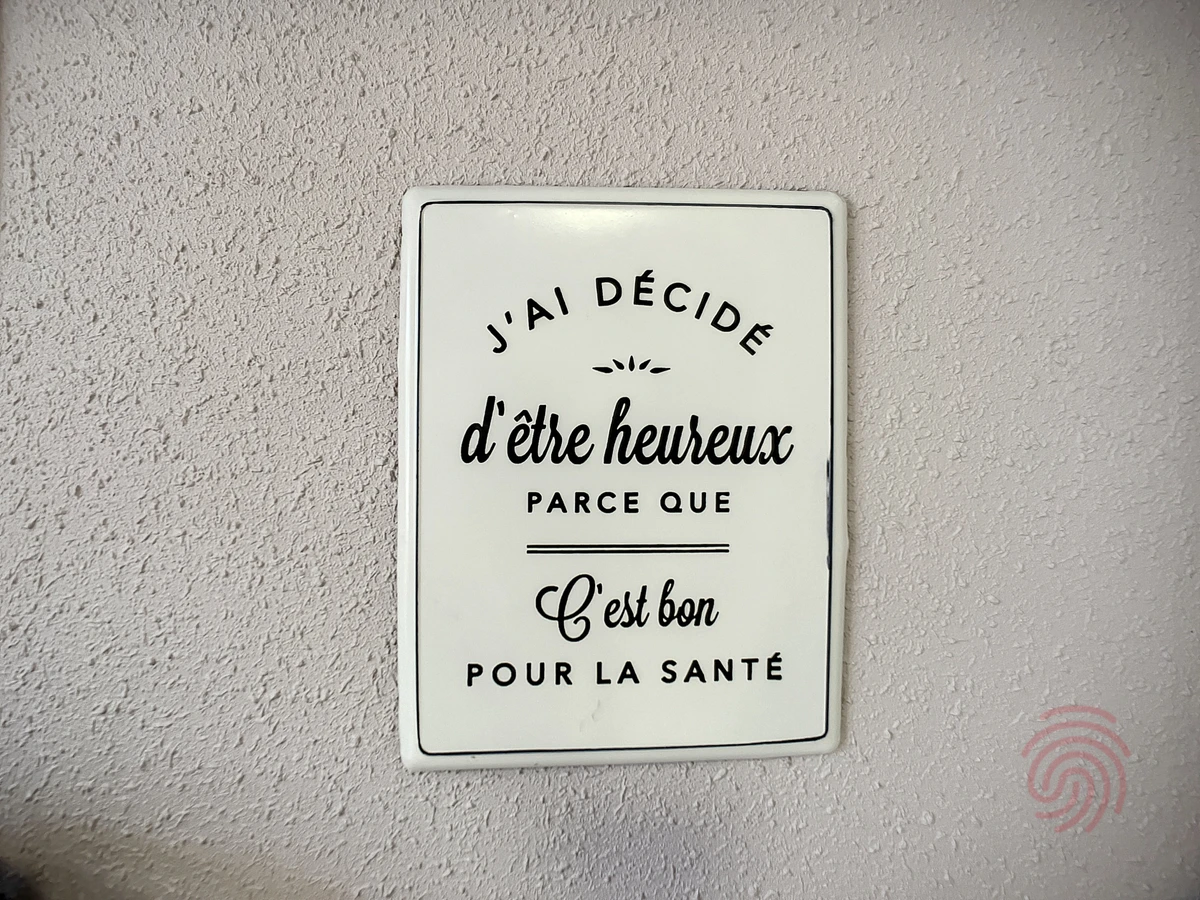 J'AI DÉCIDÉ
d'être heureux
PARCE QUE
C'est bon
POUR LA SANTÉ